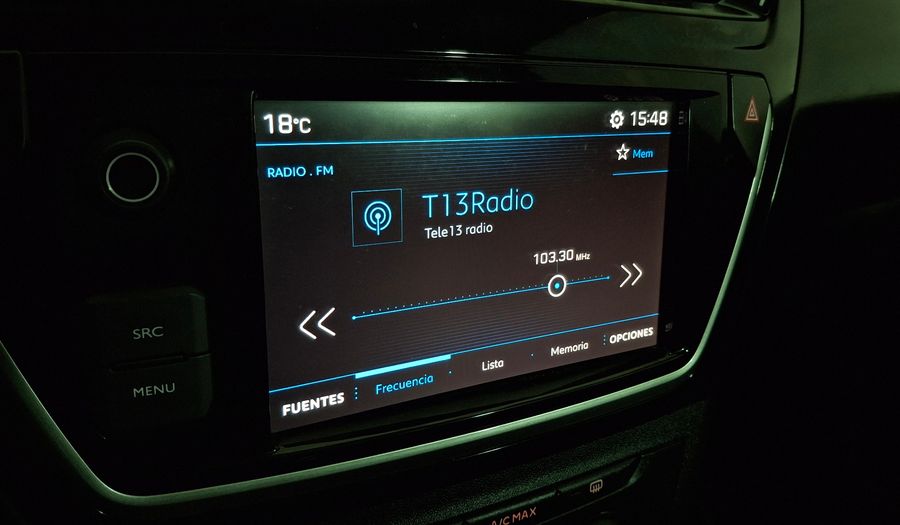 18°C
15:48
RADIO . FM
Mem
T13Radio
Tele13 radio
103.30 MHz
SRC
MENU
FUENTES
Frecuencia
Lista
Memoria
OPCIONES
A/C MAX